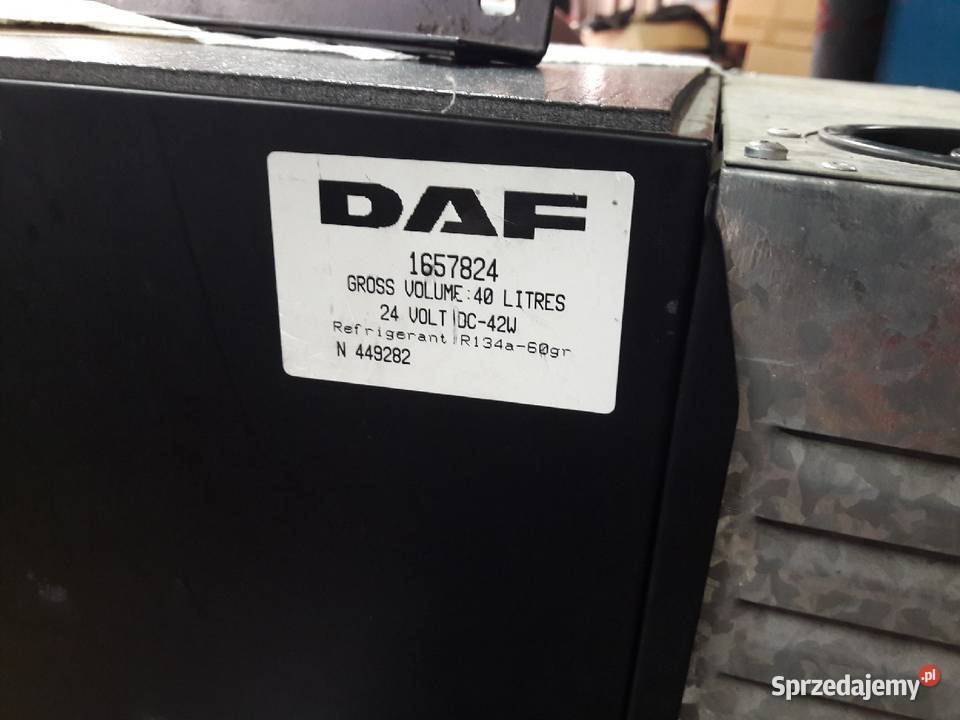 DAF
1657824
GROSS VOLUME:40 LITRES
24 VOLT DC-42W
Refrigerant R134a-60gr
N 449282
Sprzedajemy.pl